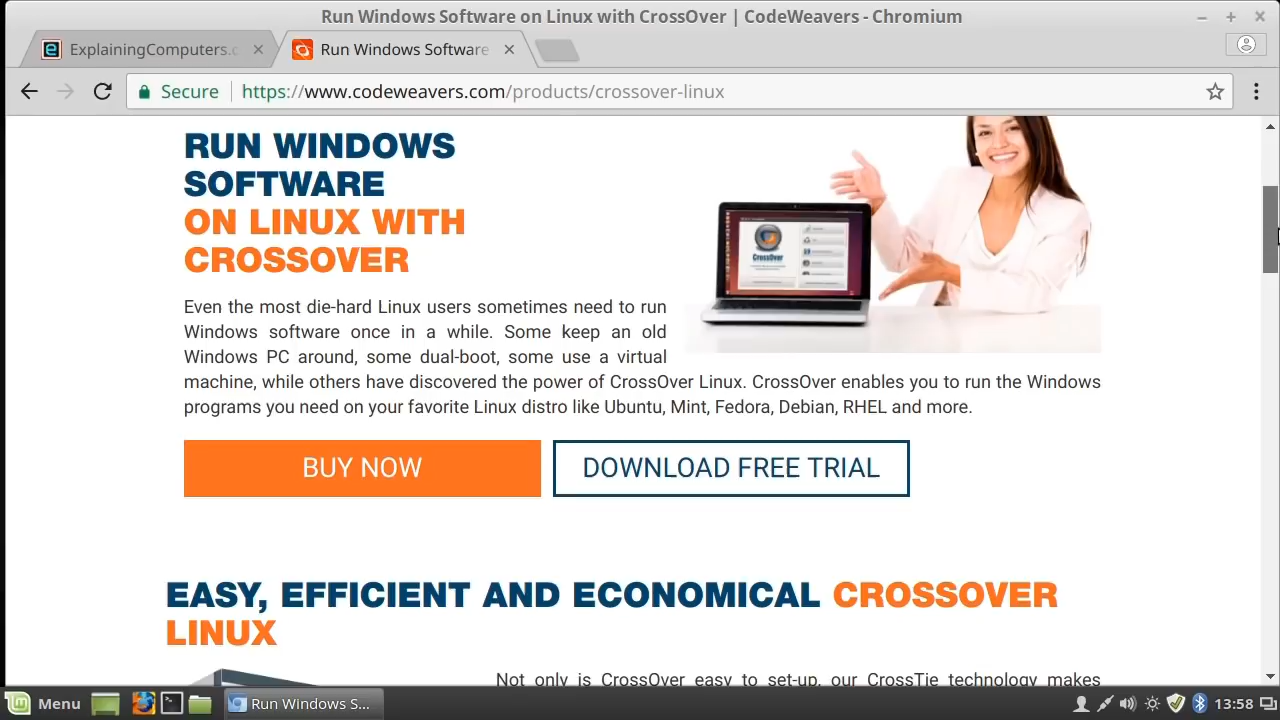 Run Windows Software on Linux with CrossOver | CodeWeavers - Chromium
ExplainingComputers.c
Run Windows Software
Secure
https://www.codeweavers.com/products/crossover-linux
RUN WINDOWS
SOFTWARE
ON LINUX WITH
CROSSOVER
CrossOver
Even the most die-hard Linux users sometimes need to run
Windows software once in a while. Some keep an old
Windows PC around, some dual-boot, some use a virtual
machine, while others have discovered the power of CrossOver Linux. CrossOver enables you to run the Windows
programs you need on your favorite Linux distro like Ubuntu, Mint, Fedora, Debian, RHEL and more.
BUY NOW
DOWNLOAD FREE TRIAL
EASY, EFFICIENT AND ECONOMICAL CROSSOVER
LINUX
Not only is CrossOver easy to set-up, our CrossTie technology makes
Menu
Run Windows S...
13:58